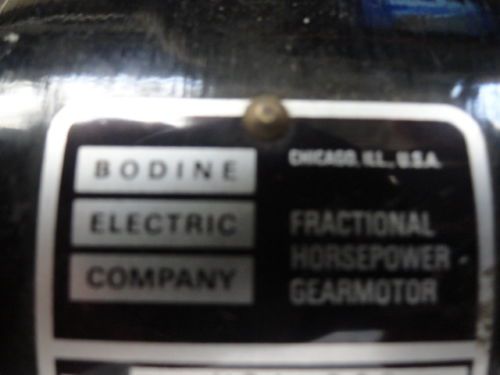 BODINE
ELECTRIC
COMPANY
CHICAGO, ILL., U.S.A.
FRACTIONAL
HORSEPOWER
GEARMOTOR